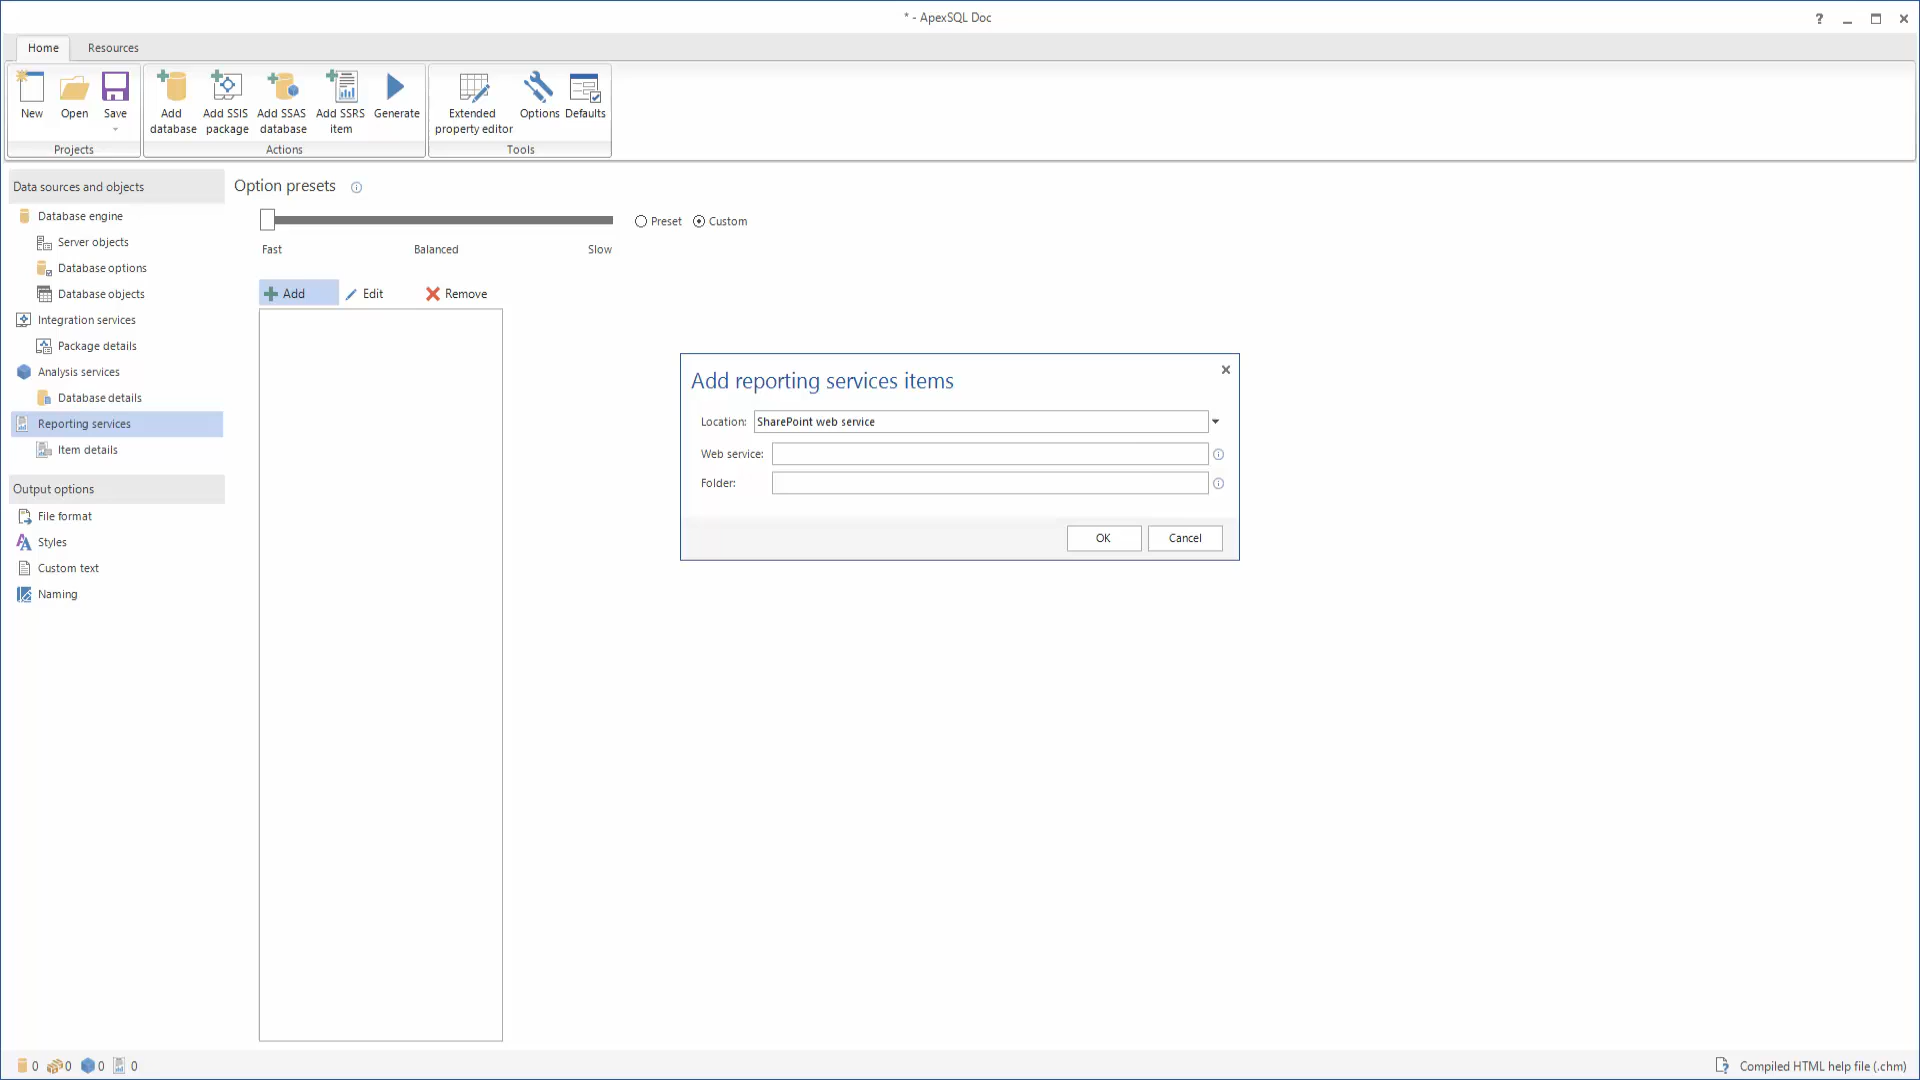 * - ApexSQL Doc
?
Home Resources
New Open Save
Projects
Add database
Add SSIS package
Add SSAS database
Add SSRS item
Generate
Actions
Extended property editor
Options
Defaults
Tools
Data sources and objects
Database engine
Server objects
Database options
Database objects
Integration services
Package details
Analysis services
Database details
Reporting services
Item details
Output options
File format
Styles
Custom text
Naming
Option presets
Preset Custom
Fast Balanced Slow
Add Edit Remove
Add reporting services items
Location: SharePoint web service
Web service:
Folder:
OK Cancel
0 0 0 0
Compiled HTML help file (.chm)